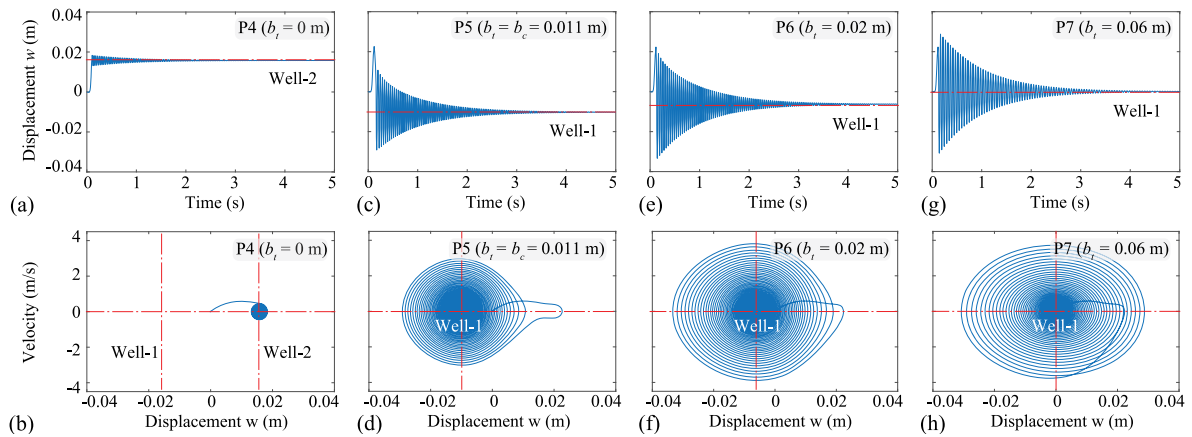 Displacement w (m)
0.04
0.02
0
-0.02
-0.04
P4 (b_t = 0 m)
Well-2
0 1 2 3 4 5
Time (s)
(a)
P5 (b_t = b_c = 0.011 m)
Well-1
0 1 2 3 4 5
Time (s)
(c)
P6 (b_t = 0.02 m)
Well-1
0 1 2 3 4 5
Time (s)
(e)
P7 (b_t = 0.06 m)
Well-1
0 1 2 3 4 5
Time (s)
(g)
Velocity (m/s)
4
2
0
-2
-4
P4 (b_t = 0 m)
Well-1
Well-2
-0.04 -0.02 0 0.02 0.04
Displacement w (m)
(b)
P5 (b_t = b_c = 0.011 m)
Well-1
-0.04 -0.02 0 0.02 0.04
Displacement w (m)
(d)
P6 (b_t = 0.02 m)
Well-1
-0.04 -0.02 0 0.02 0.04
Displacement w (m)
(f)
P7 (b_t = 0.06 m)
Well-1
-0.04 -0.02 0 0.02 0.04
Displacement w (m)
(h)